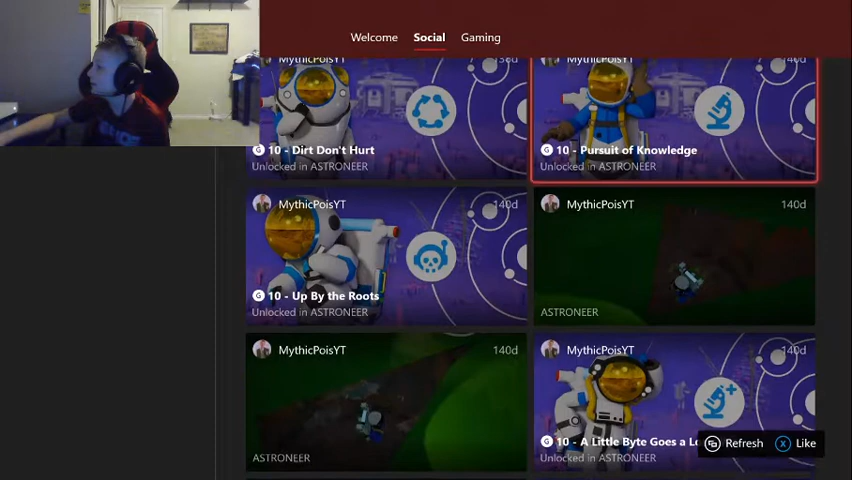 Welcome Social Gaming
MythicPoisYT 138d
MythicPoisYT 140d
G 10 - Dirt Don't Hurt
Unlocked in ASTRONEER
G 10 - Pursuit of Knowledge
Unlocked in ASTRONEER
MythicPoisYT 140d
MythicPoisYT 140d
G 10 - Up By the Roots
Unlocked in ASTRONEER
ASTRONEER
MythicPoisYT 140d
MythicPoisYT 140d
ASTRONEER
G 10 - A Little Byte Goes a Lo
Unlocked in ASTRONEER
Refresh X Like